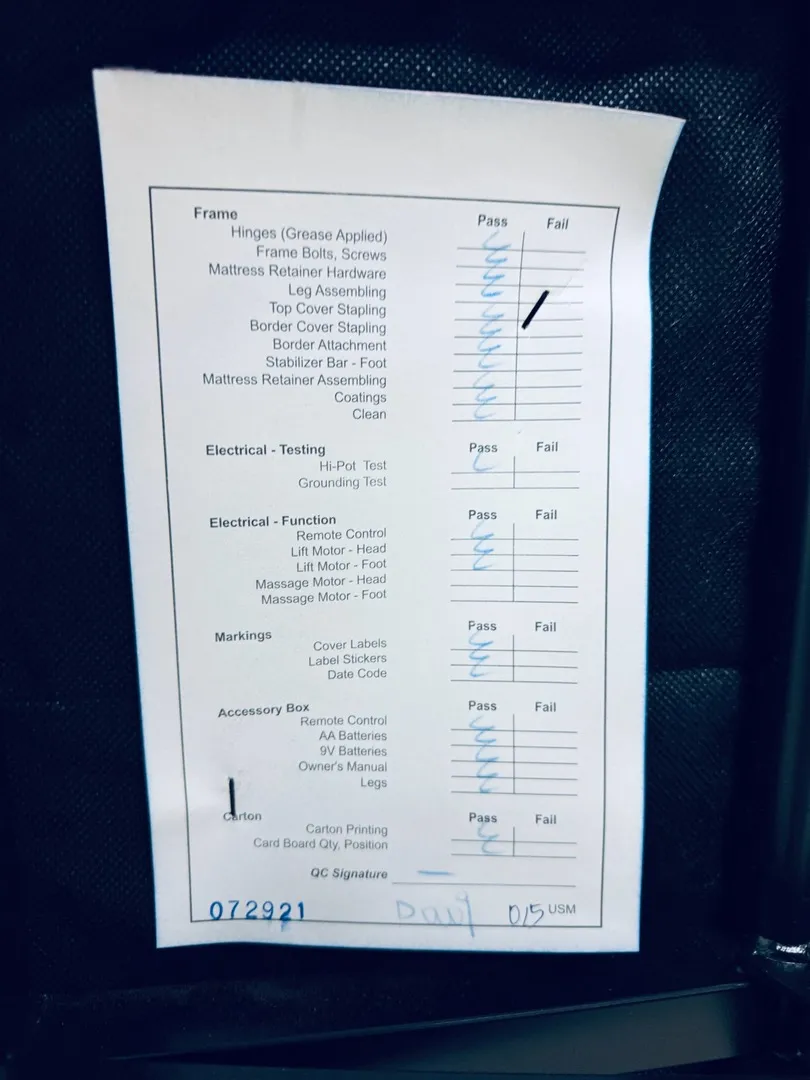 Frame Pass Fail
Hinges (Grease Applied)
Frame Bolts, Screws
Mattress Retainer Hardware
Leg Assembling
Top Cover Stapling
Border Cover Stapling
Border Attachment
Stabilizer Bar - Foot
Mattress Retainer Assembling
Coatings
Clean
Electrical - Testing Pass Fail
Hi-Pot Test
Grounding Test
Electrical - Function Pass Fail
Remote Control
Lift Motor - Head
Lift Motor - Foot
Massage Motor - Head
Massage Motor - Foot
Markings Pass Fail
Cover Labels
Label Stickers
Date Code
Accessory Box Pass Fail
Remote Control
AA Batteries
9V Batteries
Owner's Manual
Legs
Carton Pass Fail
Carton Printing
Card Board Qty, Position
QC Signature
072921 015 USM